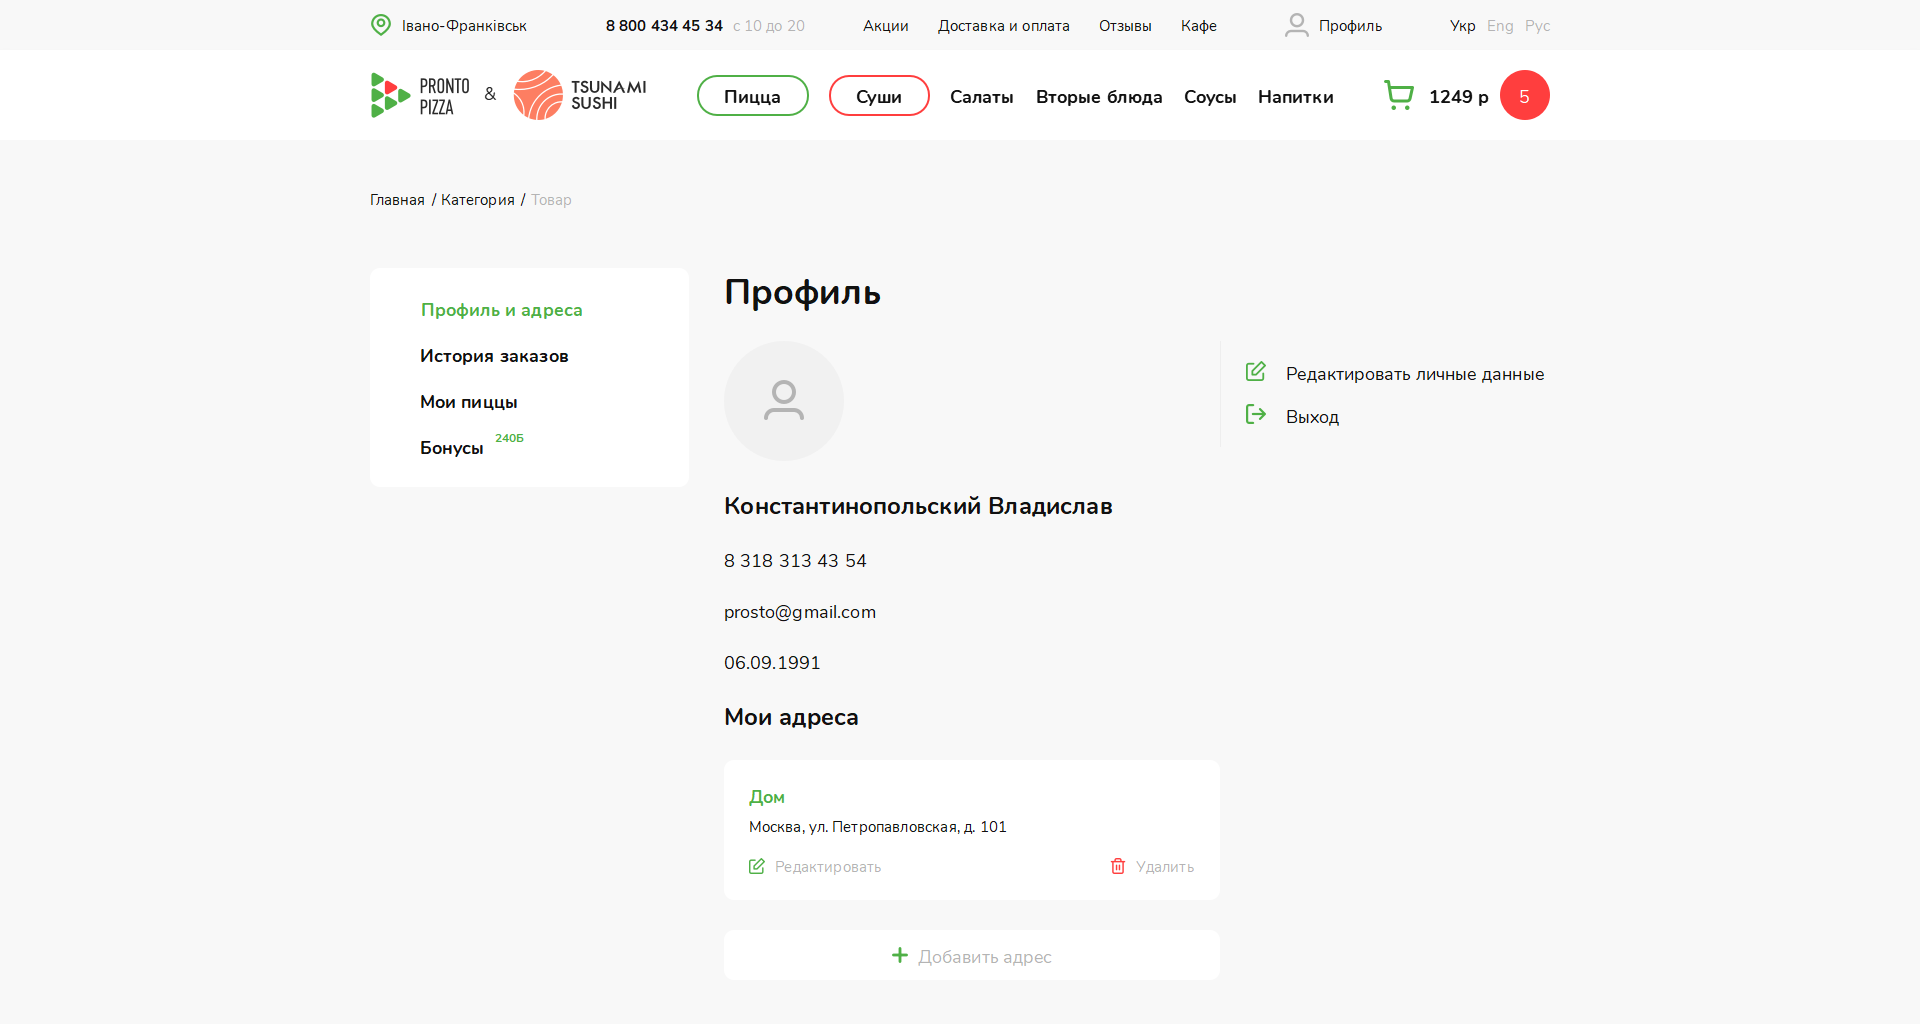 Івано-Франківськ
8 800 434 45 34 с 10 до 20
Акции Доставка и оплата Отзывы Кафе
Профиль
Укр Eng Рус
PRONTO
PIZZA
&
TSUNAMI
SUSHI
Пицца Суши Салаты Вторые блюда Соусы Напитки
1249 р 5
Главная / Категория / Товар
Профиль и адреса
История заказов
Мои пиццы
Бонусы 240Б
Профиль
Редактировать личные данные
Выход
Константинопольский Владислав
8 318 313 43 54
prosto@gmail.com
06.09.1991
Мои адреса
Дом
Москва, ул. Петропавловская, д. 101
Редактировать Удалить
Добавить адрес